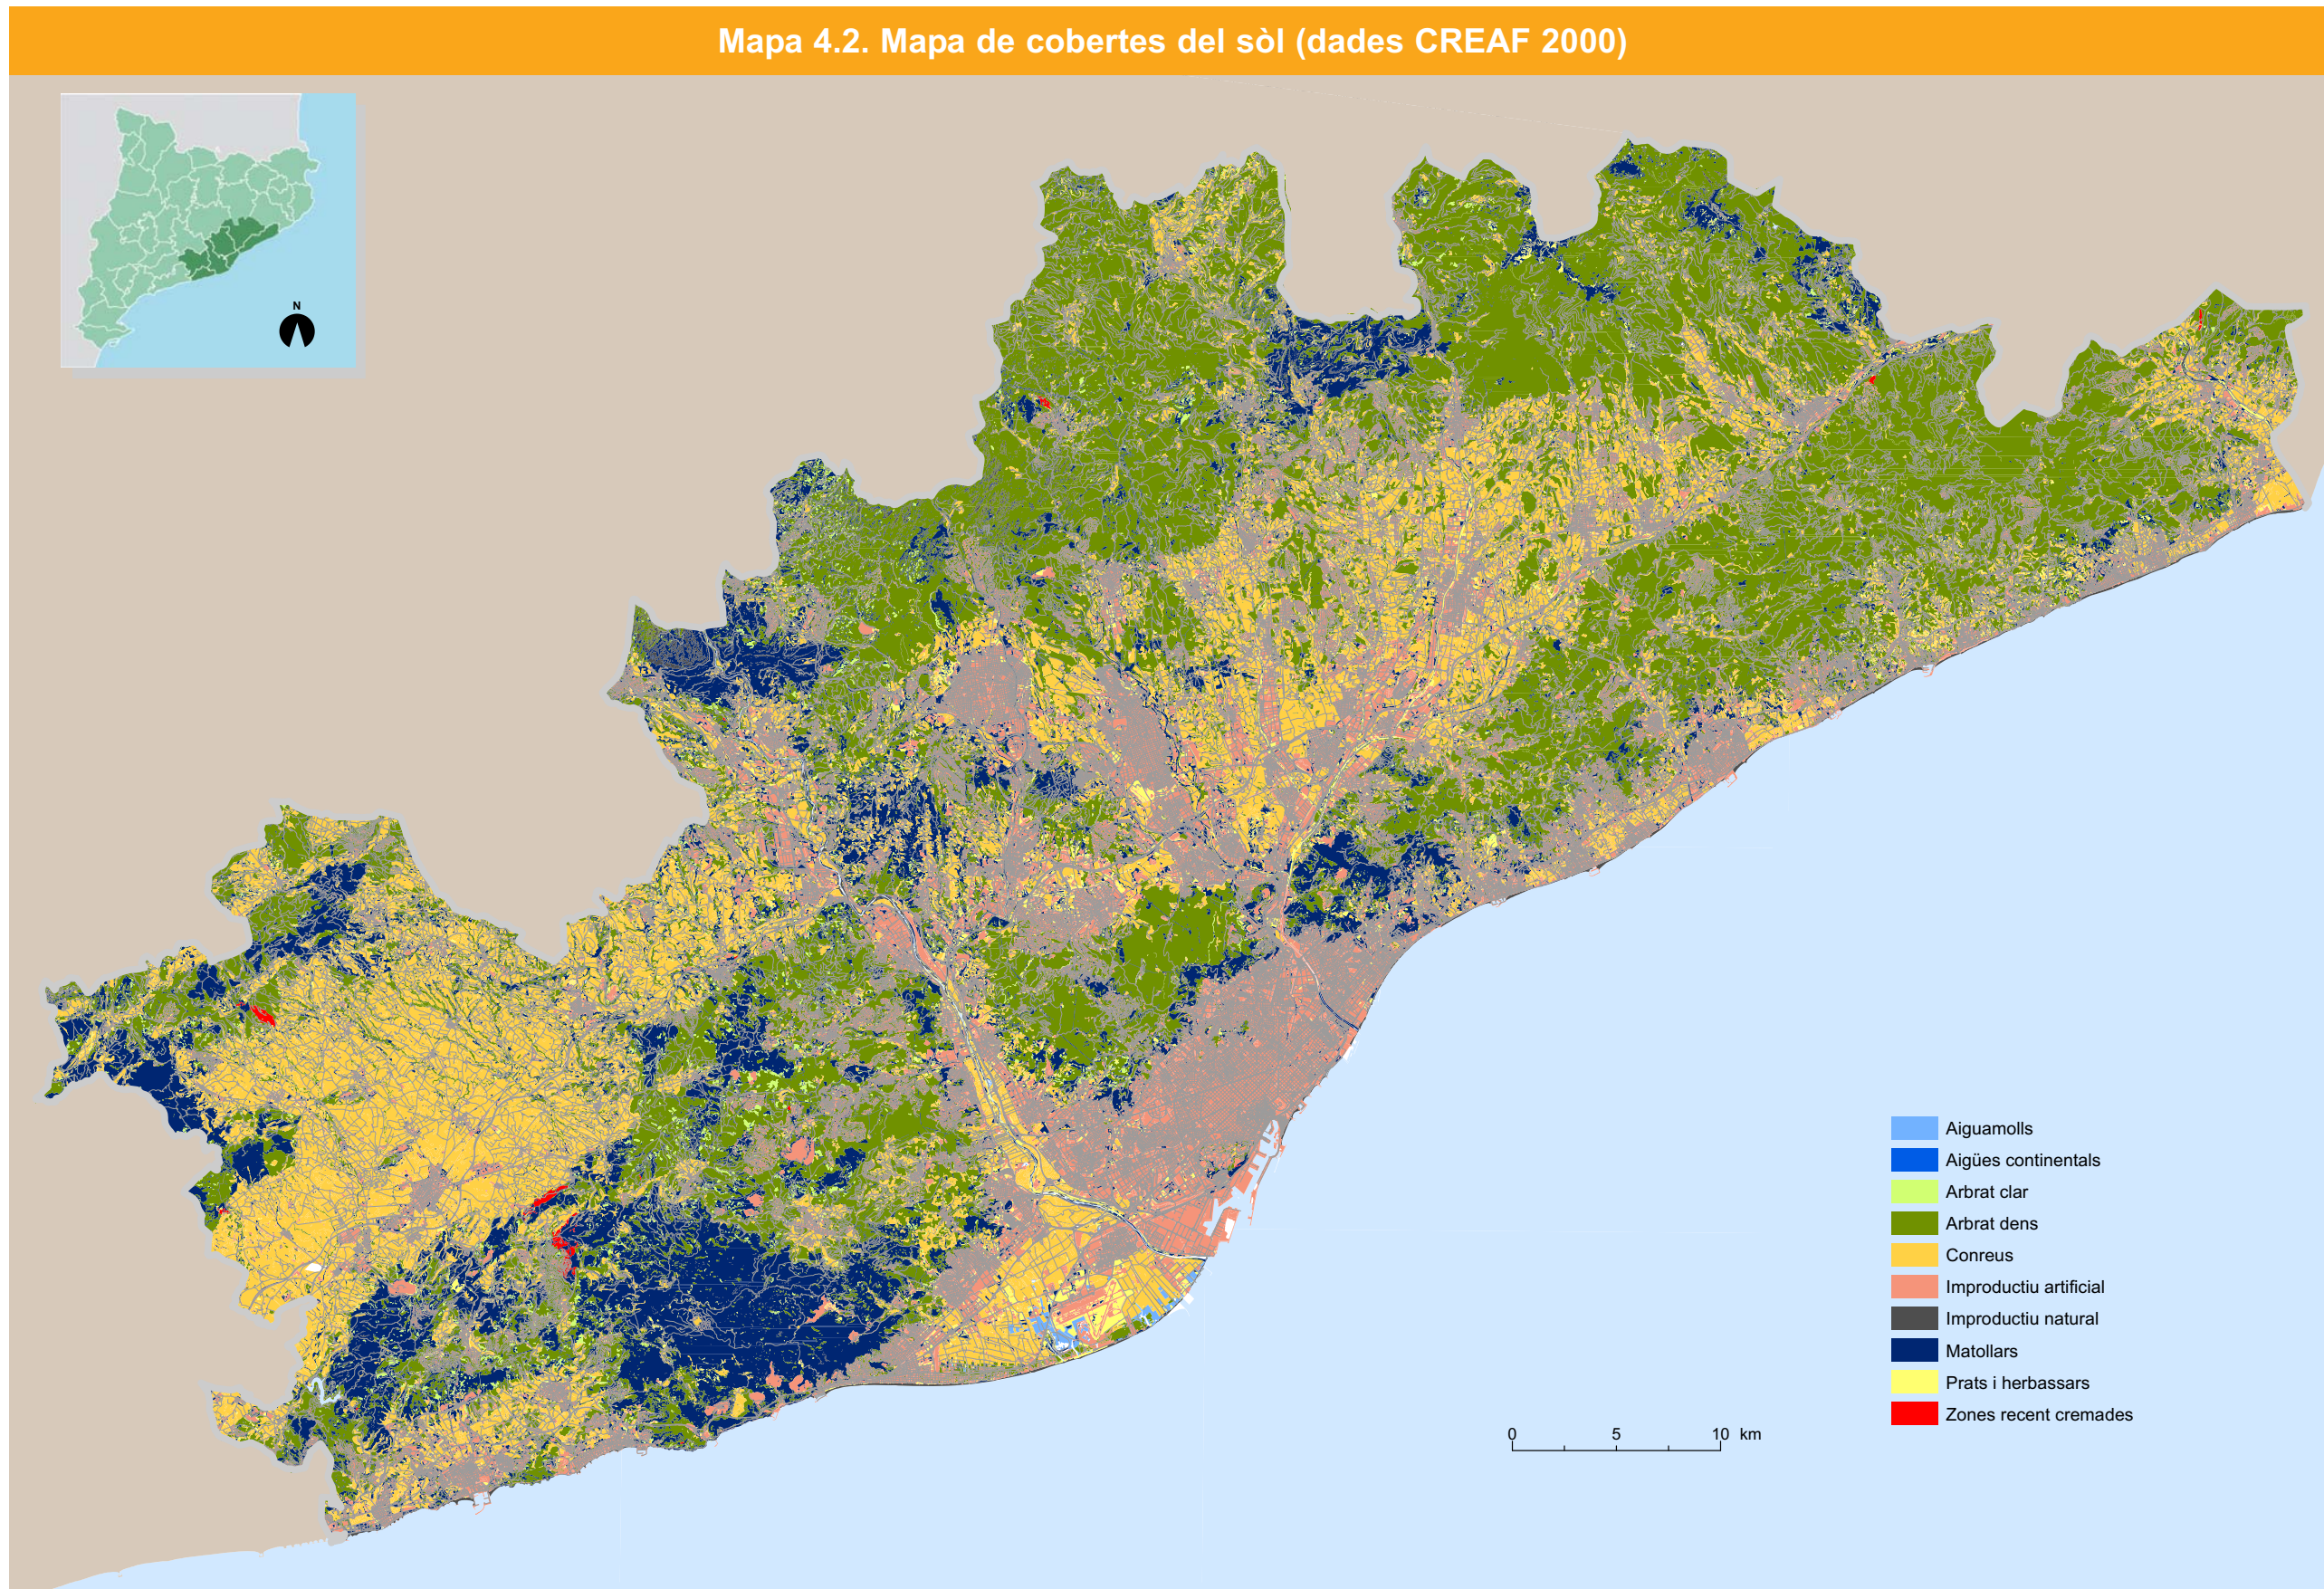 Mapa 4.2. Mapa de cobertes del sòl (dades CREAF 2000)
N
Aiguamolls
Aigües continentals
Arbrat clar
Arbrat dens
Conreus
Improductiu artificial
Improductiu natural
Matollars
Prats i herbassars
Zones recent cremades
0 5 10 km